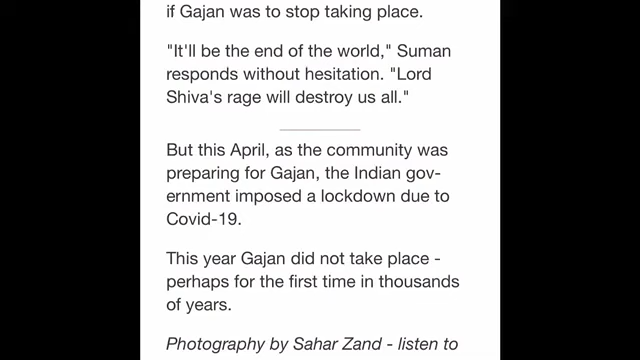 if Gajan was to stop taking place.
"It'll be the end of the world," Suman
responds without hesitation. "Lord
Shiva's rage will destroy us all."
But this April, as the community was
preparing for Gajan, the Indian gov-
ernment imposed a lockdown due to
Covid-19.
This year Gajan did not take place -
perhaps for the first time in thousands
of years.
Photography by Sahar Zand - listen to